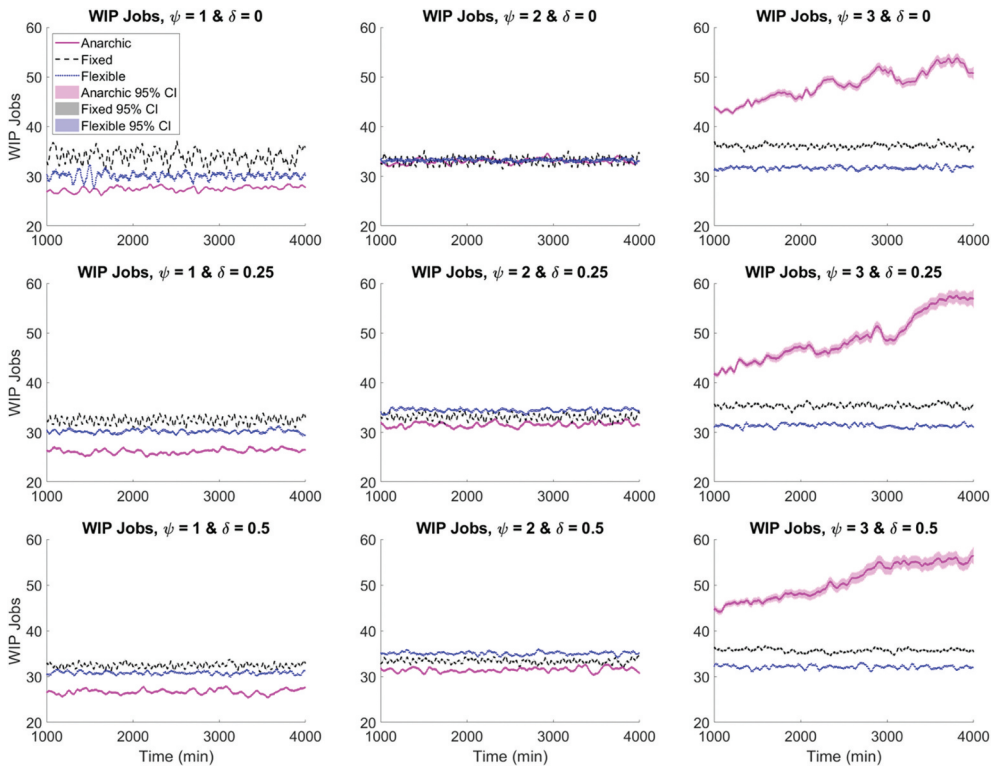 WIP Jobs, ψ = 1 & δ = 0
WIP Jobs, ψ = 2 & δ = 0
WIP Jobs, ψ = 3 & δ = 0
60
50
40
30
20
WIP Jobs
Anarchic
Fixed
Flexible
Anarchic 95% CI
Fixed 95% CI
Flexible 95% CI
1000 2000 3000 4000
60
50
40
30
20
1000 2000 3000 4000
60
50
40
30
20
1000 2000 3000 4000
WIP Jobs, ψ = 1 & δ = 0.25
WIP Jobs, ψ = 2 & δ = 0.25
WIP Jobs, ψ = 3 & δ = 0.25
60
50
40
30
20
WIP Jobs
1000 2000 3000 4000
60
50
40
30
20
1000 2000 3000 4000
60
50
40
30
20
1000 2000 3000 4000
WIP Jobs, ψ = 1 & δ = 0.5
WIP Jobs, ψ = 2 & δ = 0.5
WIP Jobs, ψ = 3 & δ = 0.5
60
50
40
30
20
WIP Jobs
1000 2000 3000 4000
Time (min)
60
50
40
30
20
1000 2000 3000 4000
Time (min)
60
50
40
30
20
1000 2000 3000 4000
Time (min)